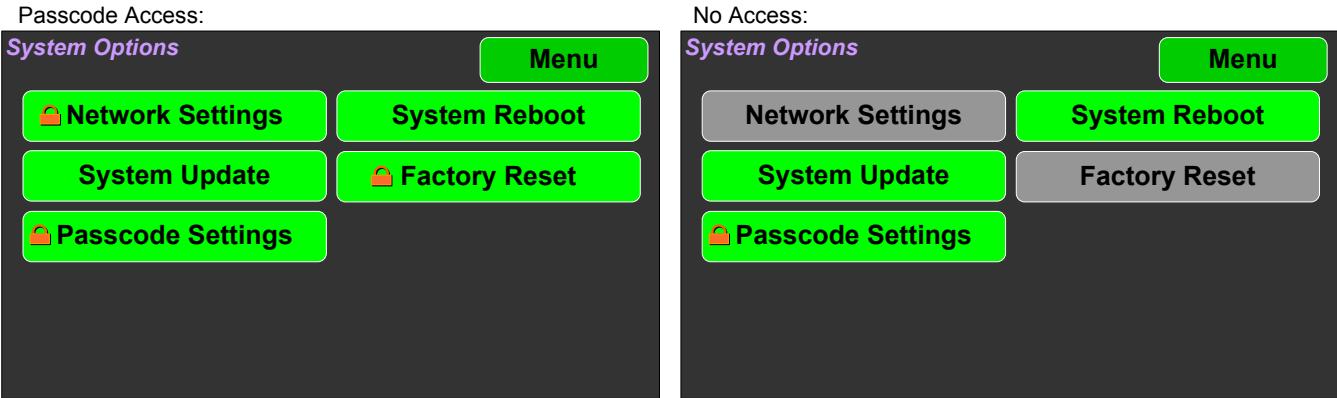 Passcode Access:
System Options
Menu
Network Settings
System Reboot
System Update
Factory Reset
Passcode Settings
No Access:
System Options
Menu
Network Settings
System Reboot
System Update
Factory Reset
Passcode Settings